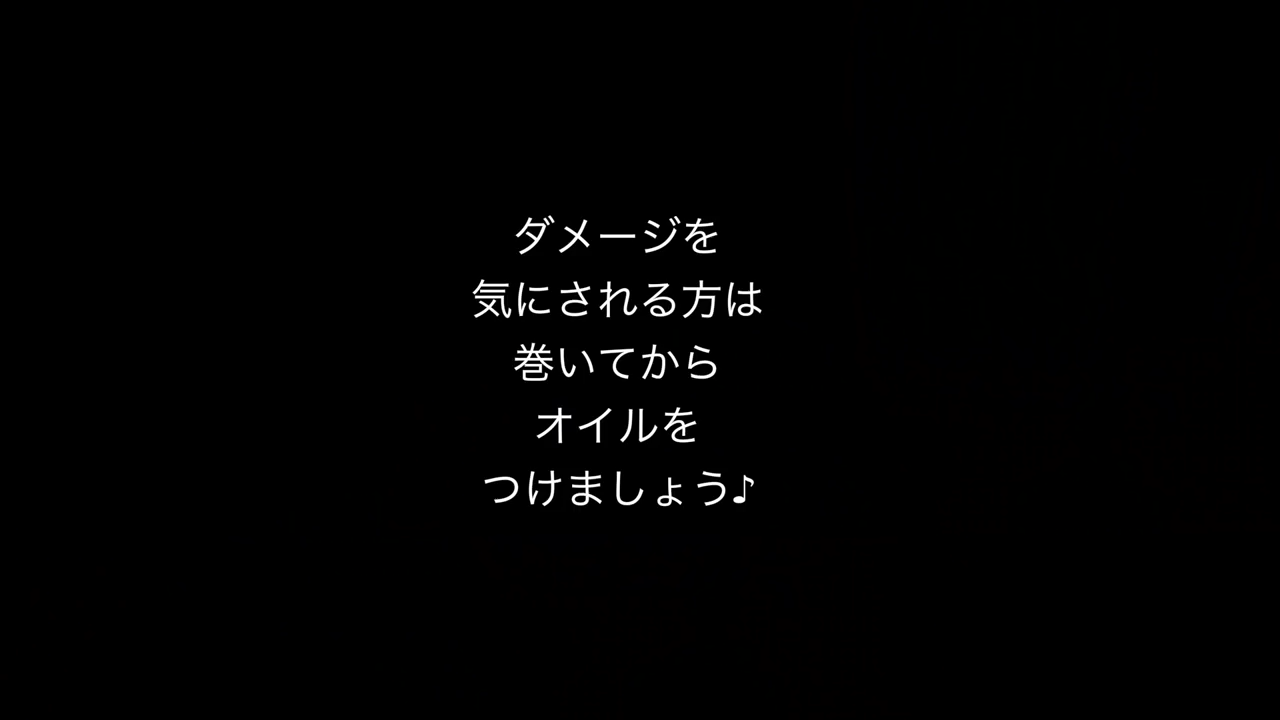 ダメージを
気にされる方は
巻いてから
オイルを
つけましょう♪